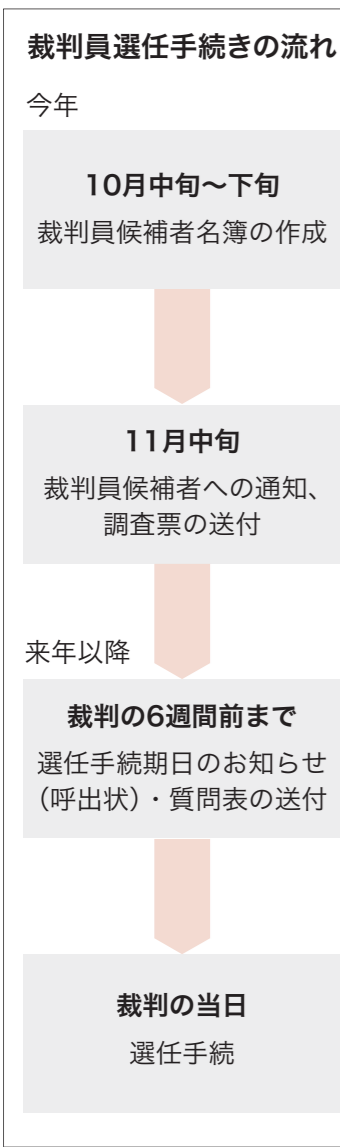 裁判員選任手続きの流れ
今年
10月中旬〜下旬
裁判員候補者名簿の作成
11月中旬
裁判員候補者への通知、
調査票の送付
来年以降
裁判の6週間前まで
選任手続期日のお知らせ
（呼出状）・質問表の送付
裁判の当日
選任手続